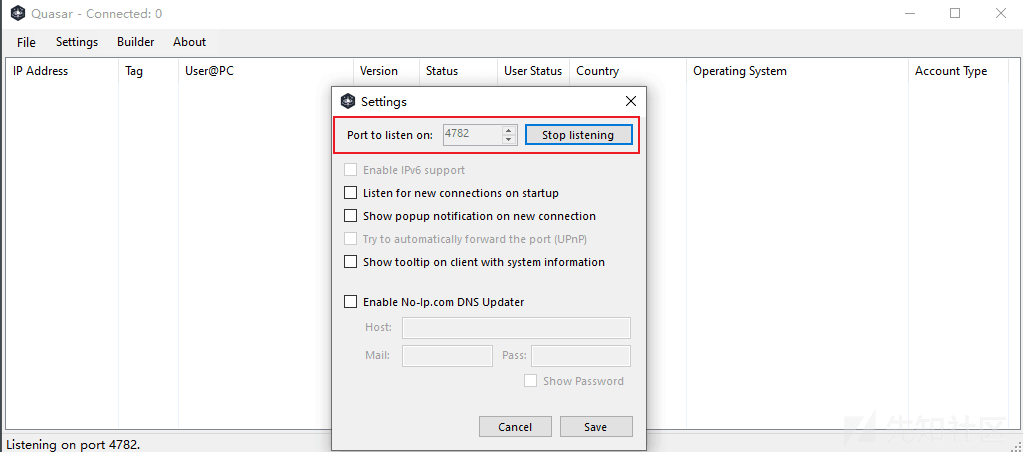 Quasar - Connected: 0
File Settings Builder About
IP Address Tag User@PC Version Status User Status Country Operating System Account Type
Settings
Port to listen on: 4782 Stop listening
Enable IPv6 support
Listen for new connections on startup
Show popup notification on new connection
Try to automatically forward the port (UPnP)
Show tooltip on client with system information
Enable No-Ip.com DNS Updater
Host:
Mail: Pass:
Show Password
Cancel Save
先知社区
Listening on port 4782.